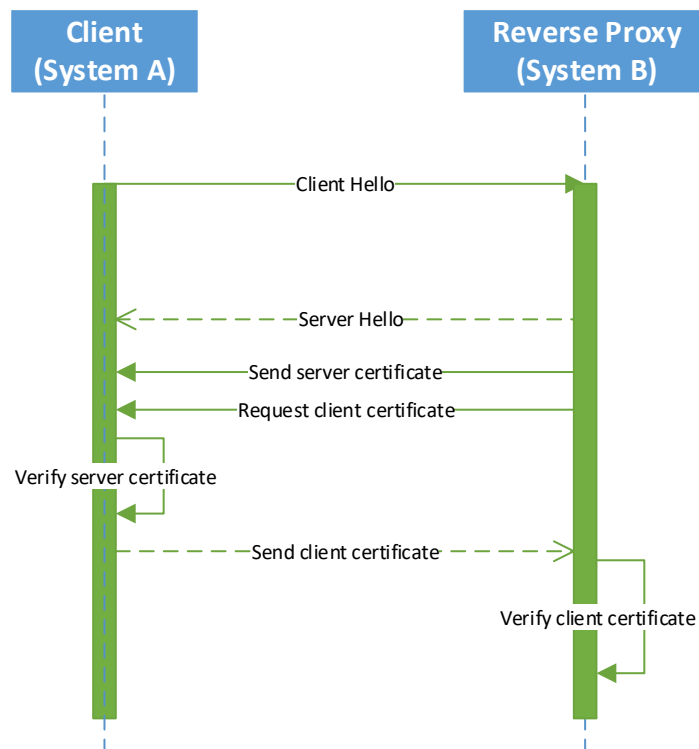 Client
(System A)
Reverse Proxy
(System B)
Client Hello
Server Hello
Send server certificate
Request client certificate
Verify server certificate
Send client certificate
Verify client certificate